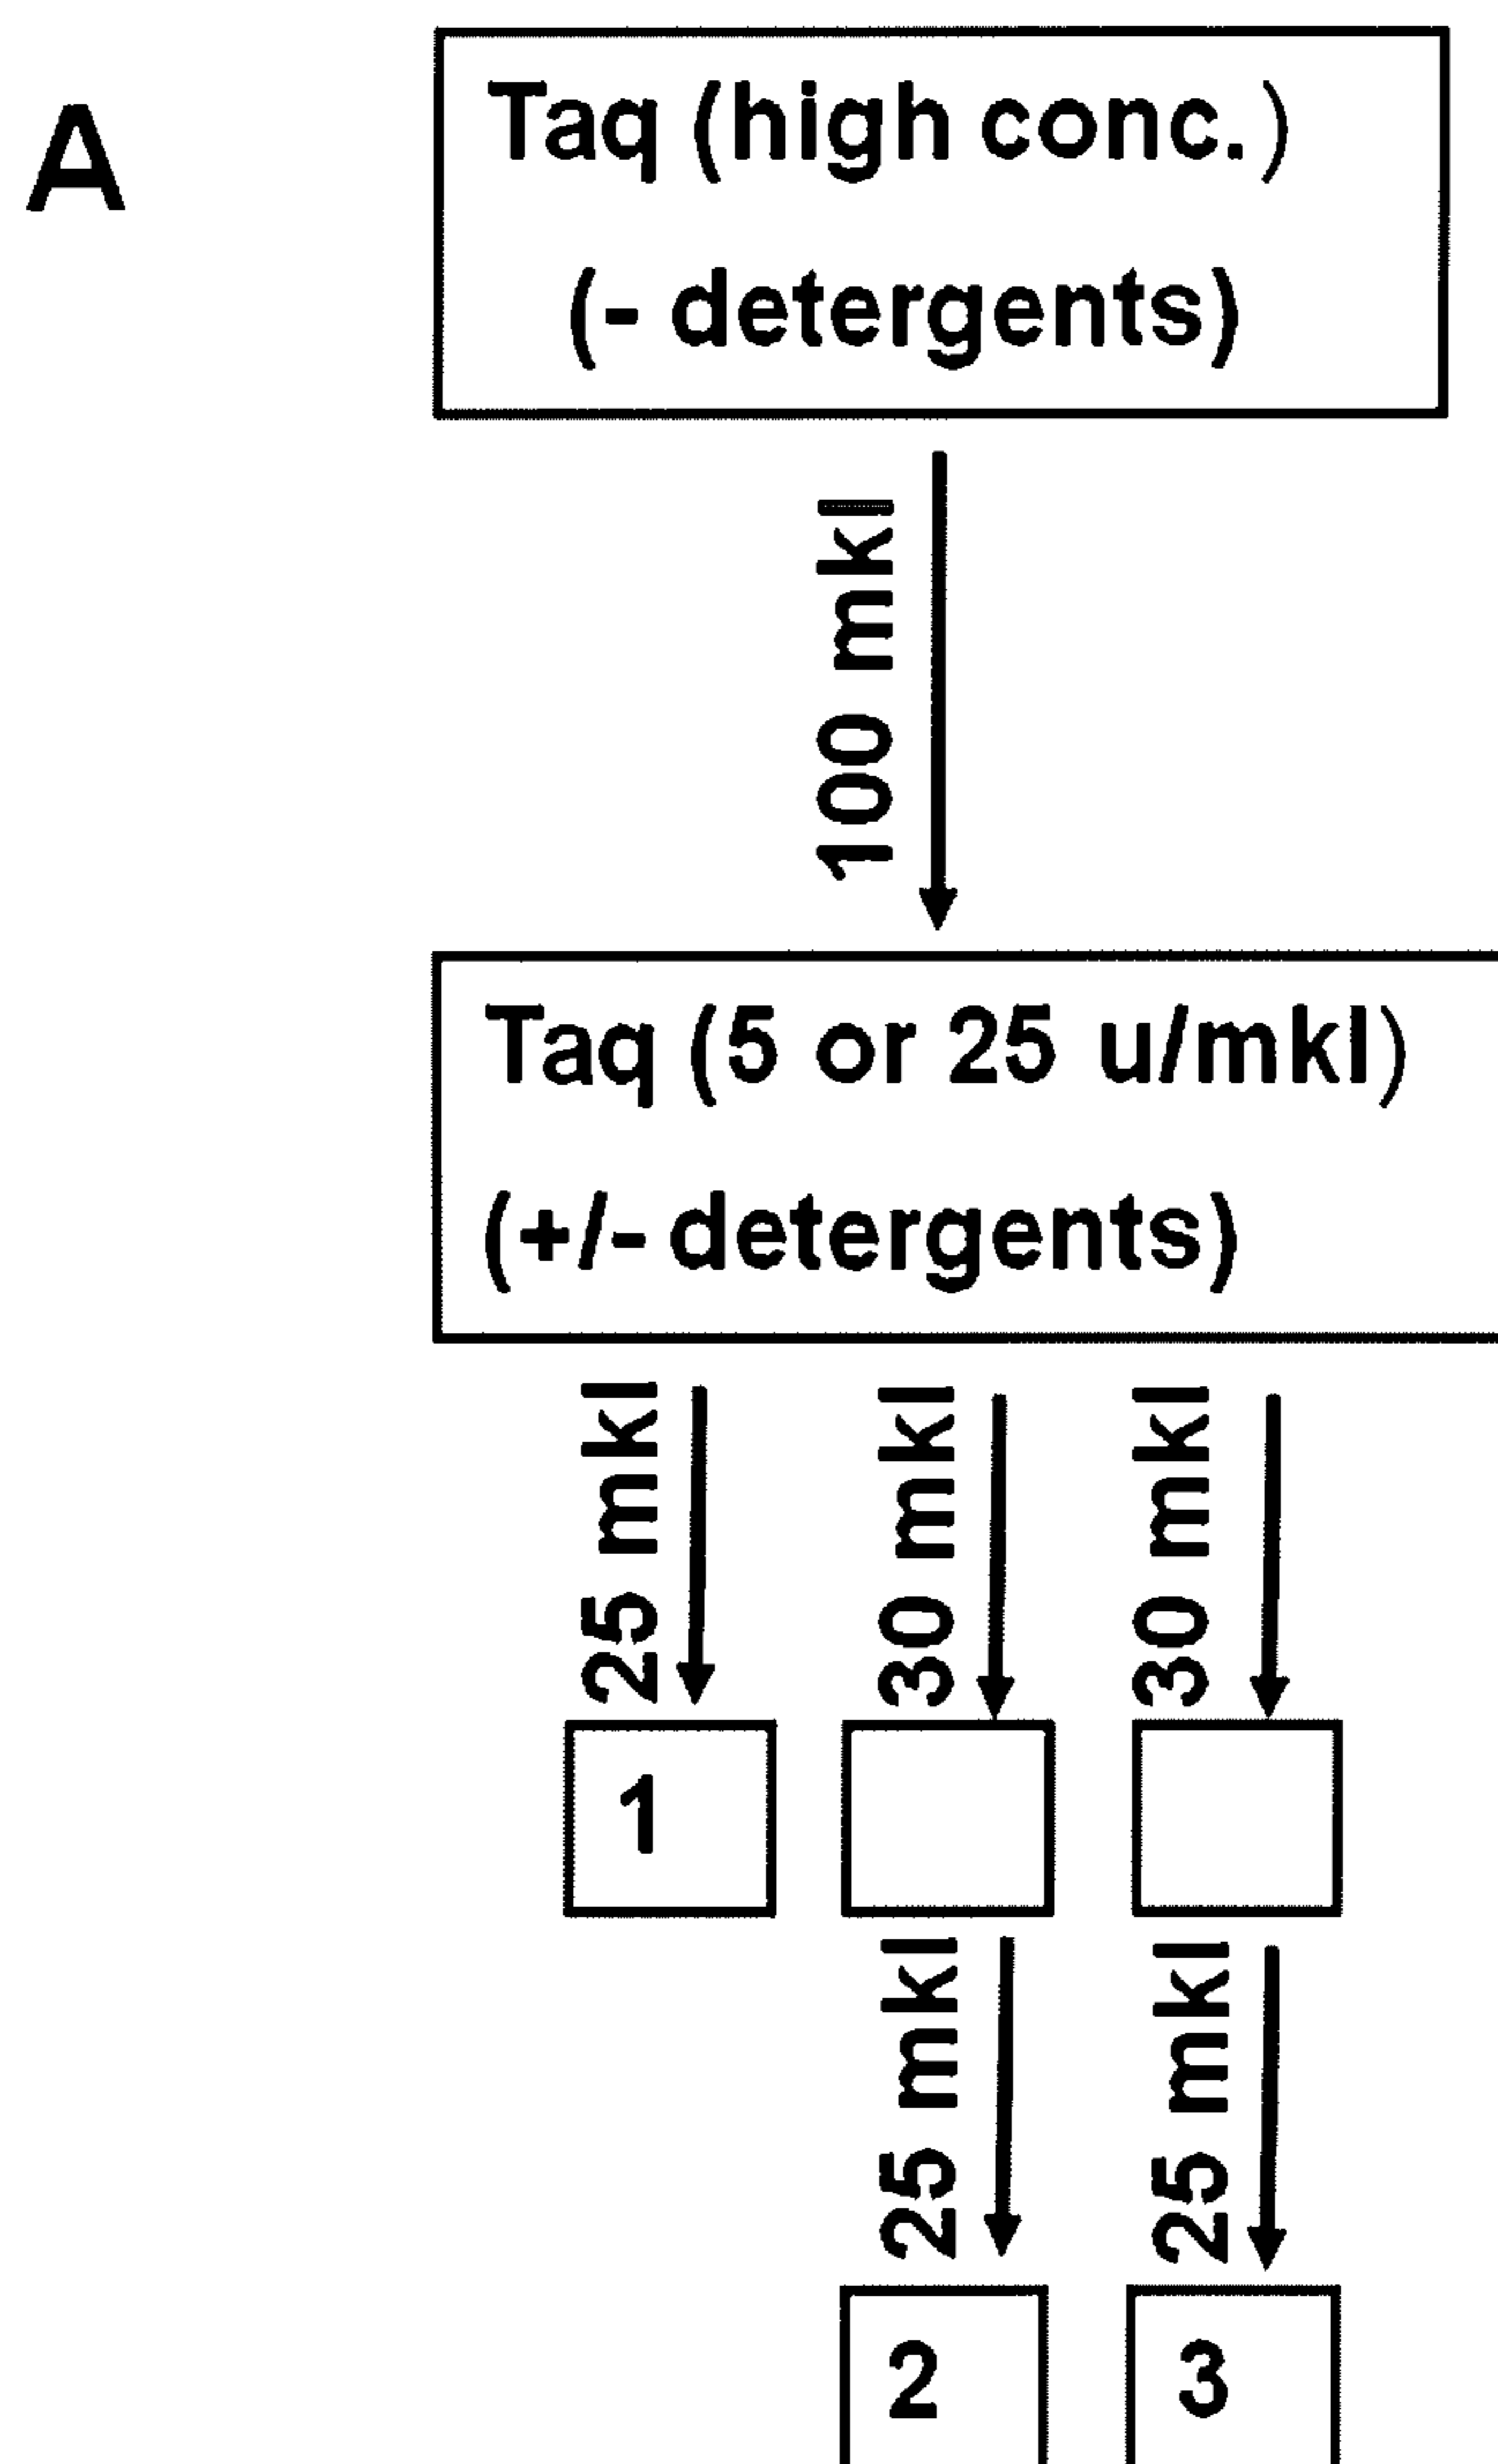 A
Taq (high conc.)
(- detergents)
100 mkl
Taq (5 or 25 u/mkl)
(+/- detergents)
25 mkl
30 mkl
30 mkl
1
25 mkl
25 mkl
2
3